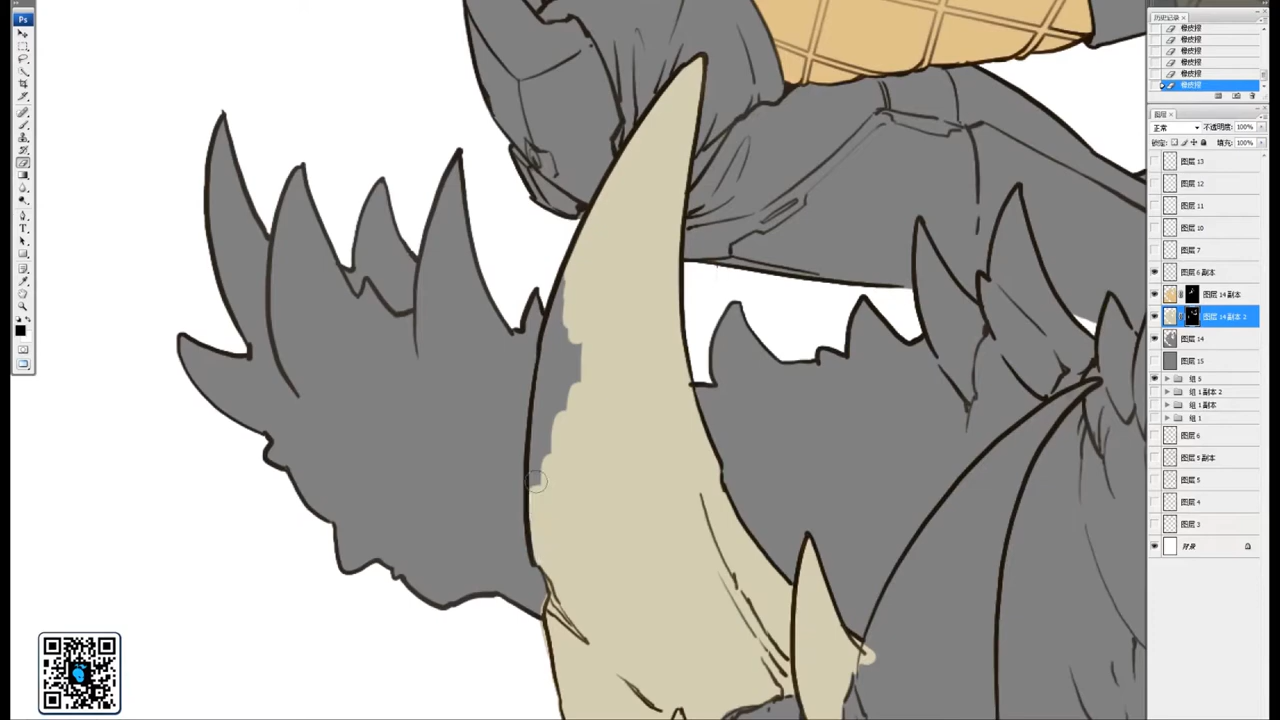 Ps
历史记录
橡皮擦
橡皮擦
橡皮擦
橡皮擦
橡皮擦
橡皮擦
图层
正常 不透明度: 100%
锁定: 填充: 100%
图层 13
图层 12
图层 11
图层 10
图层 7
图层 6 副本
图层 14 副本
图层 14 副本 2
图层 14
图层 15
组 5
组 1 副本 2
组 1 副本
组 1
图层 6
图层 5 副本
图层 5
图层 4
图层 3
背景